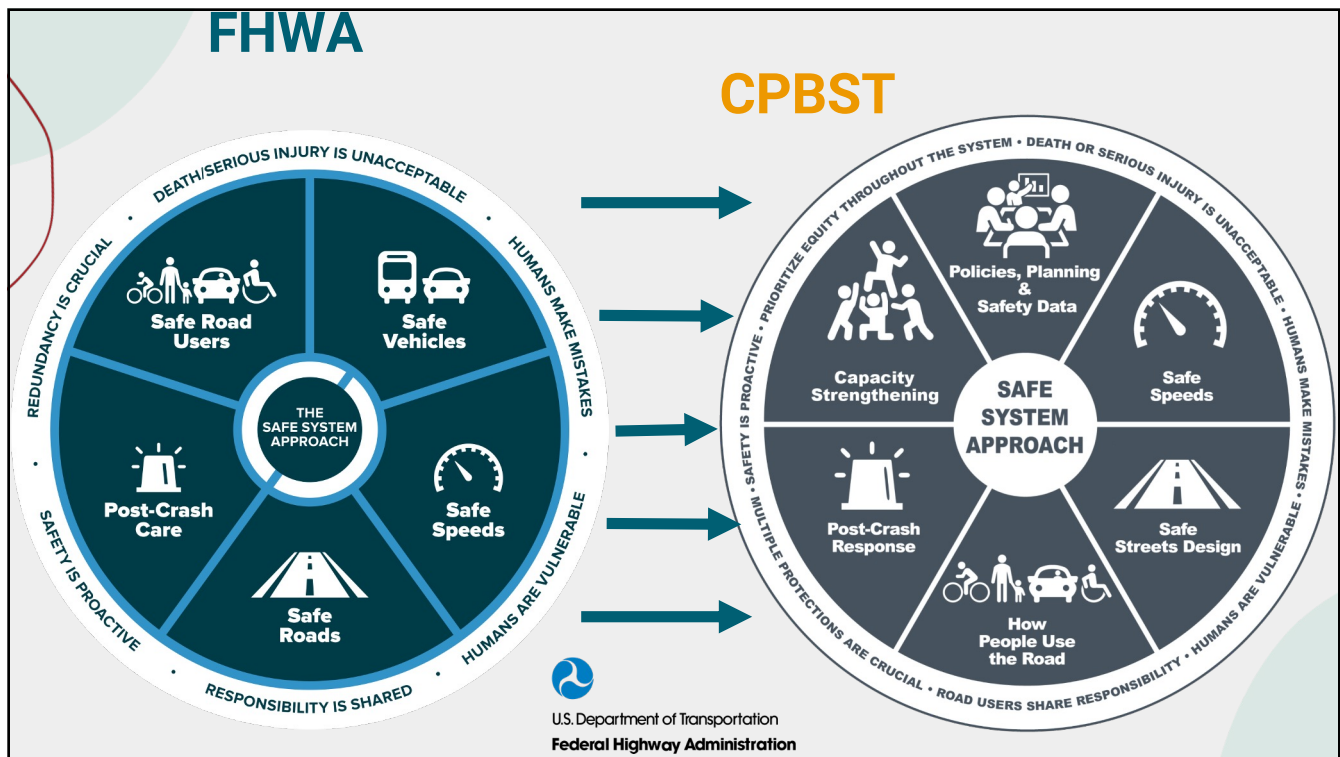 FHWA
CPBST
DEATH/SERIOUS INJURY IS UNACCEPTABLE
•
HUMANS MAKE MISTAKES
•
HUMANS ARE VULNERABLE
•
RESPONSIBILITY IS SHARED
•
SAFETY IS PROACTIVE
•
REDUNDANCY IS CRUCIAL
•
Safe Road
Users
Safe
Vehicles
THE
SAFE SYSTEM
APPROACH
Post-Crash
Care
Safe
Speeds
Safe
Roads
PRIORITIZE EQUITY THROUGHOUT THE SYSTEM • DEATH OR SERIOUS INJURY IS UNACCEPTABLE • HUMANS MAKE MISTAKES • HUMANS ARE VULNERABLE • ROAD USERS SHARE RESPONSIBILITY • MULTIPLE PROTECTIONS ARE CRUCIAL • SAFETY IS PROACTIVE •
Policies, Planning
&
Safety Data
Capacity
Strengthening
Safe
Speeds
SAFE
SYSTEM
APPROACH
Post-Crash
Response
Safe
Streets Design
How
People Use
the Road
U.S. Department of Transportation
Federal Highway Administration